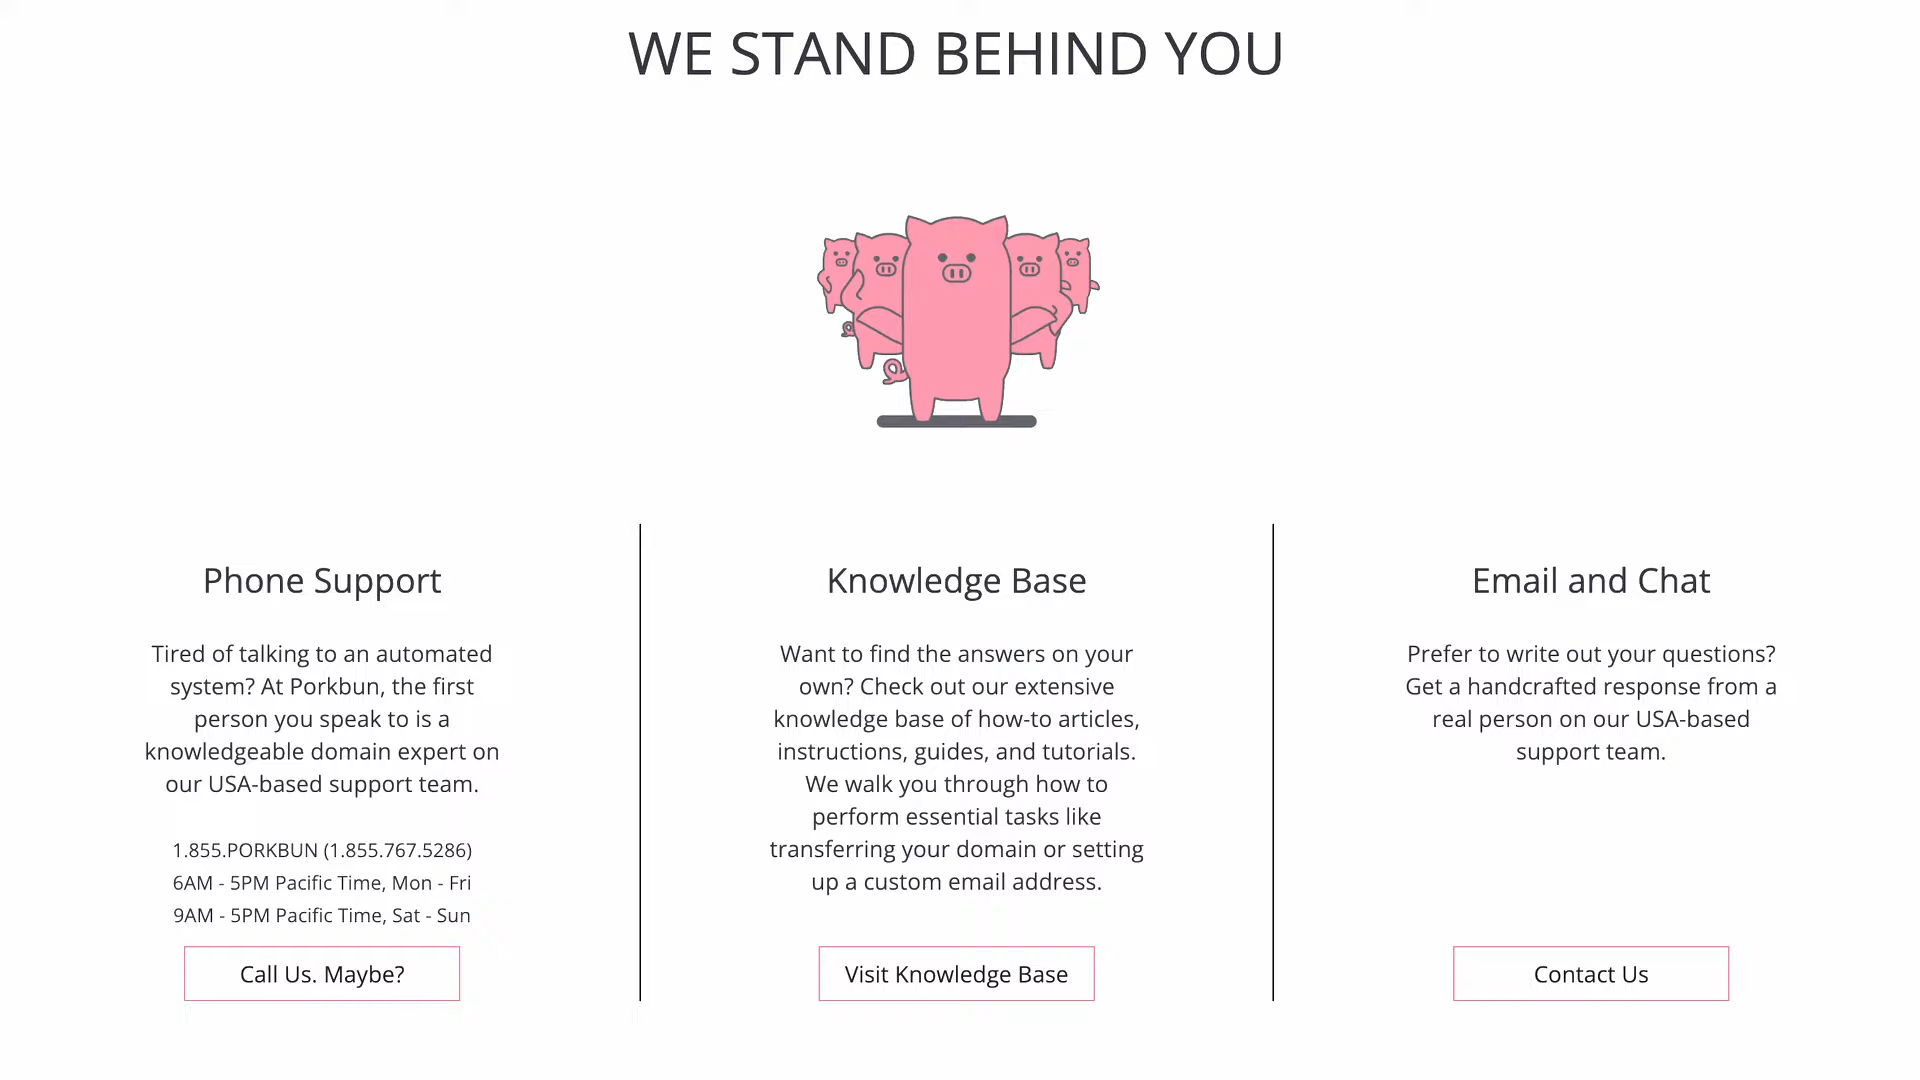 WE STAND BEHIND YOU
Phone Support
Tired of talking to an automated
system? At Porkbun, the first
person you speak to is a
knowledgeable domain expert on
our USA-based support team.
1.855.PORKBUN (1.855.767.5286)
6AM - 5PM Pacific Time, Mon - Fri
9AM - 5PM Pacific Time, Sat - Sun
Call Us. Maybe?
Knowledge Base
Want to find the answers on your
own? Check out our extensive
knowledge base of how-to articles,
instructions, guides, and tutorials.
We walk you through how to
perform essential tasks like
transferring your domain or setting
up a custom email address.
Visit Knowledge Base
Email and Chat
Prefer to write out your questions?
Get a handcrafted response from a
real person on our USA-based
support team.
Contact Us